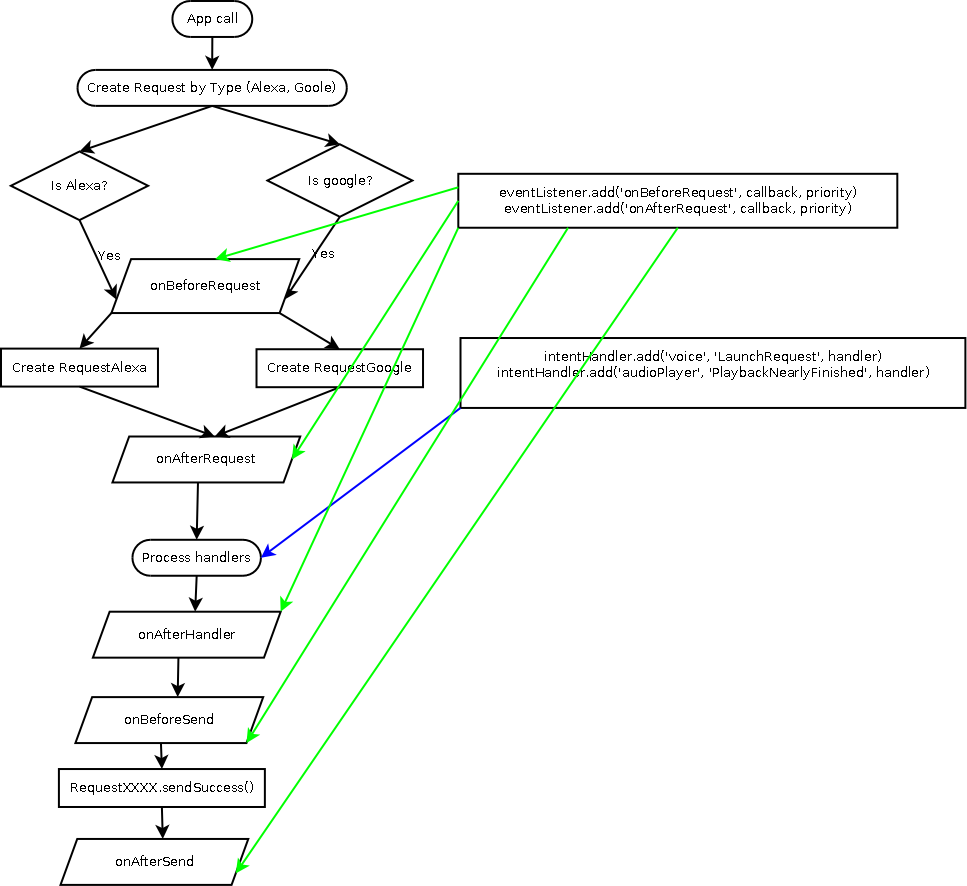 App call
Create Request by Type (Alexa, Goole)
Is Alexa?
Is google?
eventListener.add('onBeforeRequest', callback, priority)
eventListener.add('onAfterRequest', callback, priority)
Yes
Yes
onBeforeRequest
Create RequestAlexa
Create RequestGoogle
intentHandler.add('voice', 'LaunchRequest', handler)
intentHandler.add('audioPlayer', 'PlaybackNearlyFinished', handler)
onAfterRequest
Process handlers
onAfterHandler
onBeforeSend
RequestXXXX.sendSuccess()
onAfterSend